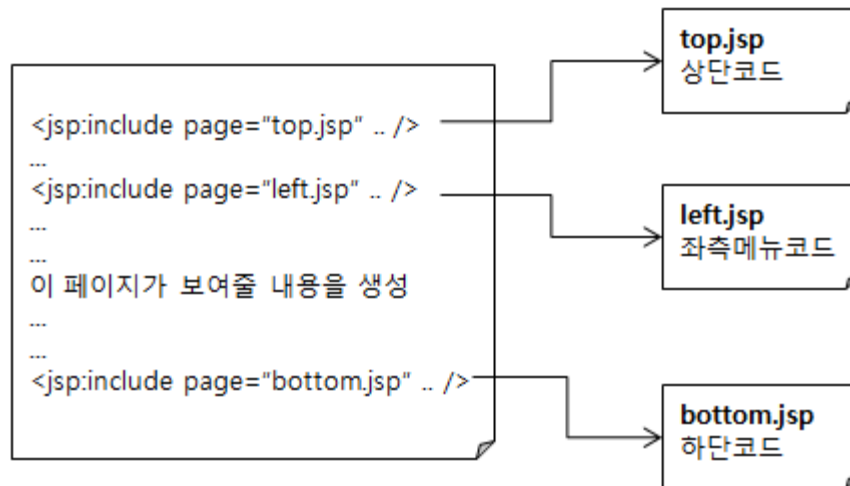 <jsp:include page="top.jsp" .. />
...
<jsp:include page="left.jsp" .. />
...
...
이 페이지가 보여줄 내용을 생성
...
...
<jsp:include page="bottom.jsp" .. />
top.jsp
상단코드
left.jsp
좌측메뉴코드
bottom.jsp
하단코드